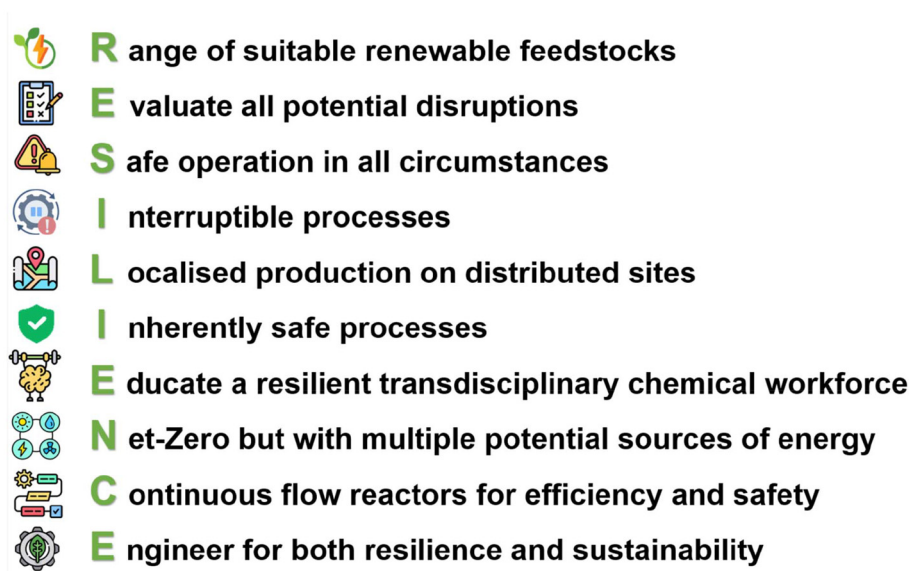 R ange of suitable renewable feedstocks
E valuate all potential disruptions
S afe operation in all circumstances
I nterruptible processes
L ocalised production on distributed sites
I nherently safe processes
E ducate a resilient transdisciplinary chemical workforce
N et-Zero but with multiple potential sources of energy
C ontinuous flow reactors for efficiency and safety
E ngineer for both resilience and sustainability